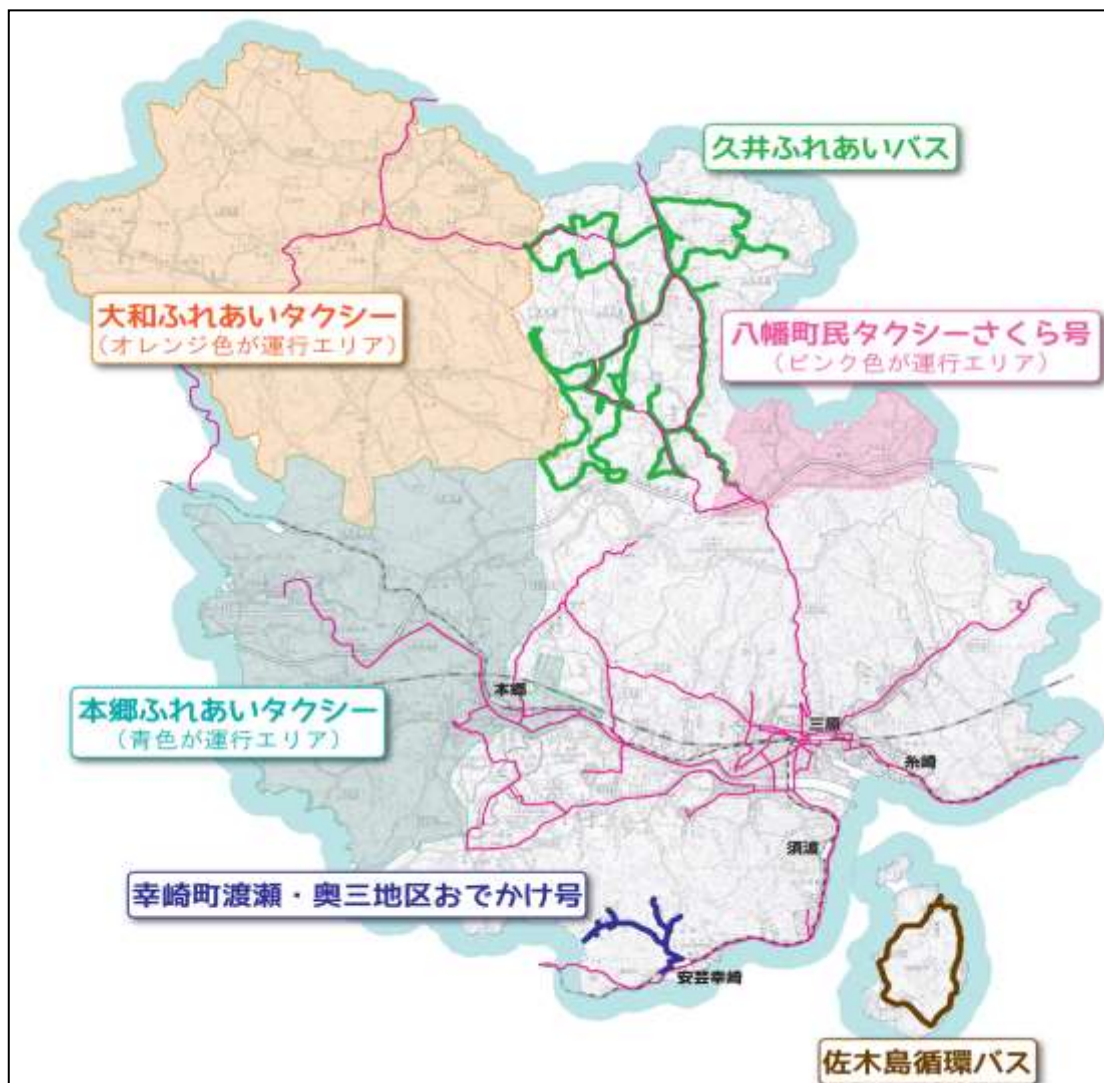 久井ふれあいバス
大和ふれあいタクシー
(オレンジ色が運行エリア)
八幡町民タクシーさくら号
(ピンク色が運行エリア)
本郷
本郷ふれあいタクシー
(青色が運行エリア)
三原
糸崎
須波
幸崎町渡瀬・奥三地区おでかけ号
安芸幸崎
佐木島循環バス